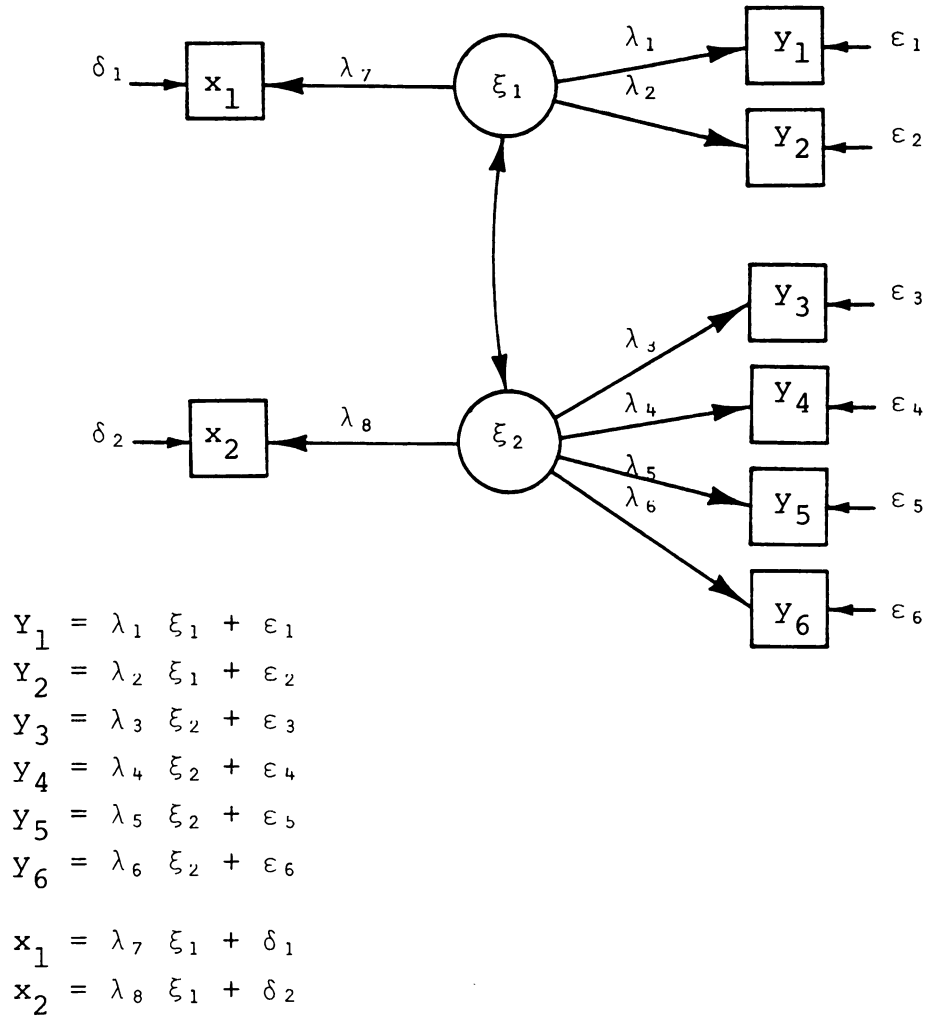 λ₁ y₁ ε₁
δ₁ x₁ λ₇ ξ₁ λ₂
y₂ ε₂
y₃ ε₃
λ₃
λ₄ y₄ ε₄
δ₂ x₂ λ₈ ξ₂
λ₅
λ₆ y₅ ε₅
y₆ ε₆
Y₁ = λ₁ ξ₁ + ε₁
Y₂ = λ₂ ξ₁ + ε₂
y₃ = λ₃ ξ₂ + ε₃
y₄ = λ₄ ξ₂ + ε₄
y₅ = λ₅ ξ₂ + ε₅
y₆ = λ₆ ξ₂ + ε₆
x₁ = λ₇ ξ₁ + δ₁
x₂ = λ₈ ξ₁ + δ₂